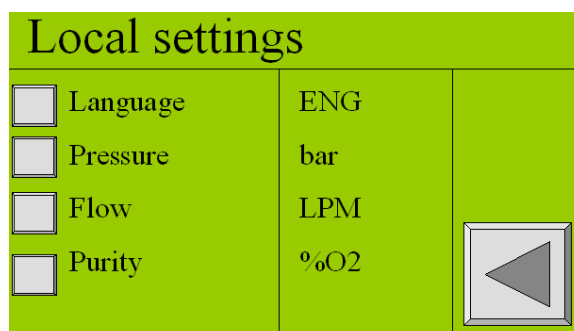 Local settings
Language ENG
Pressure bar
Flow LPM
Purity %O2